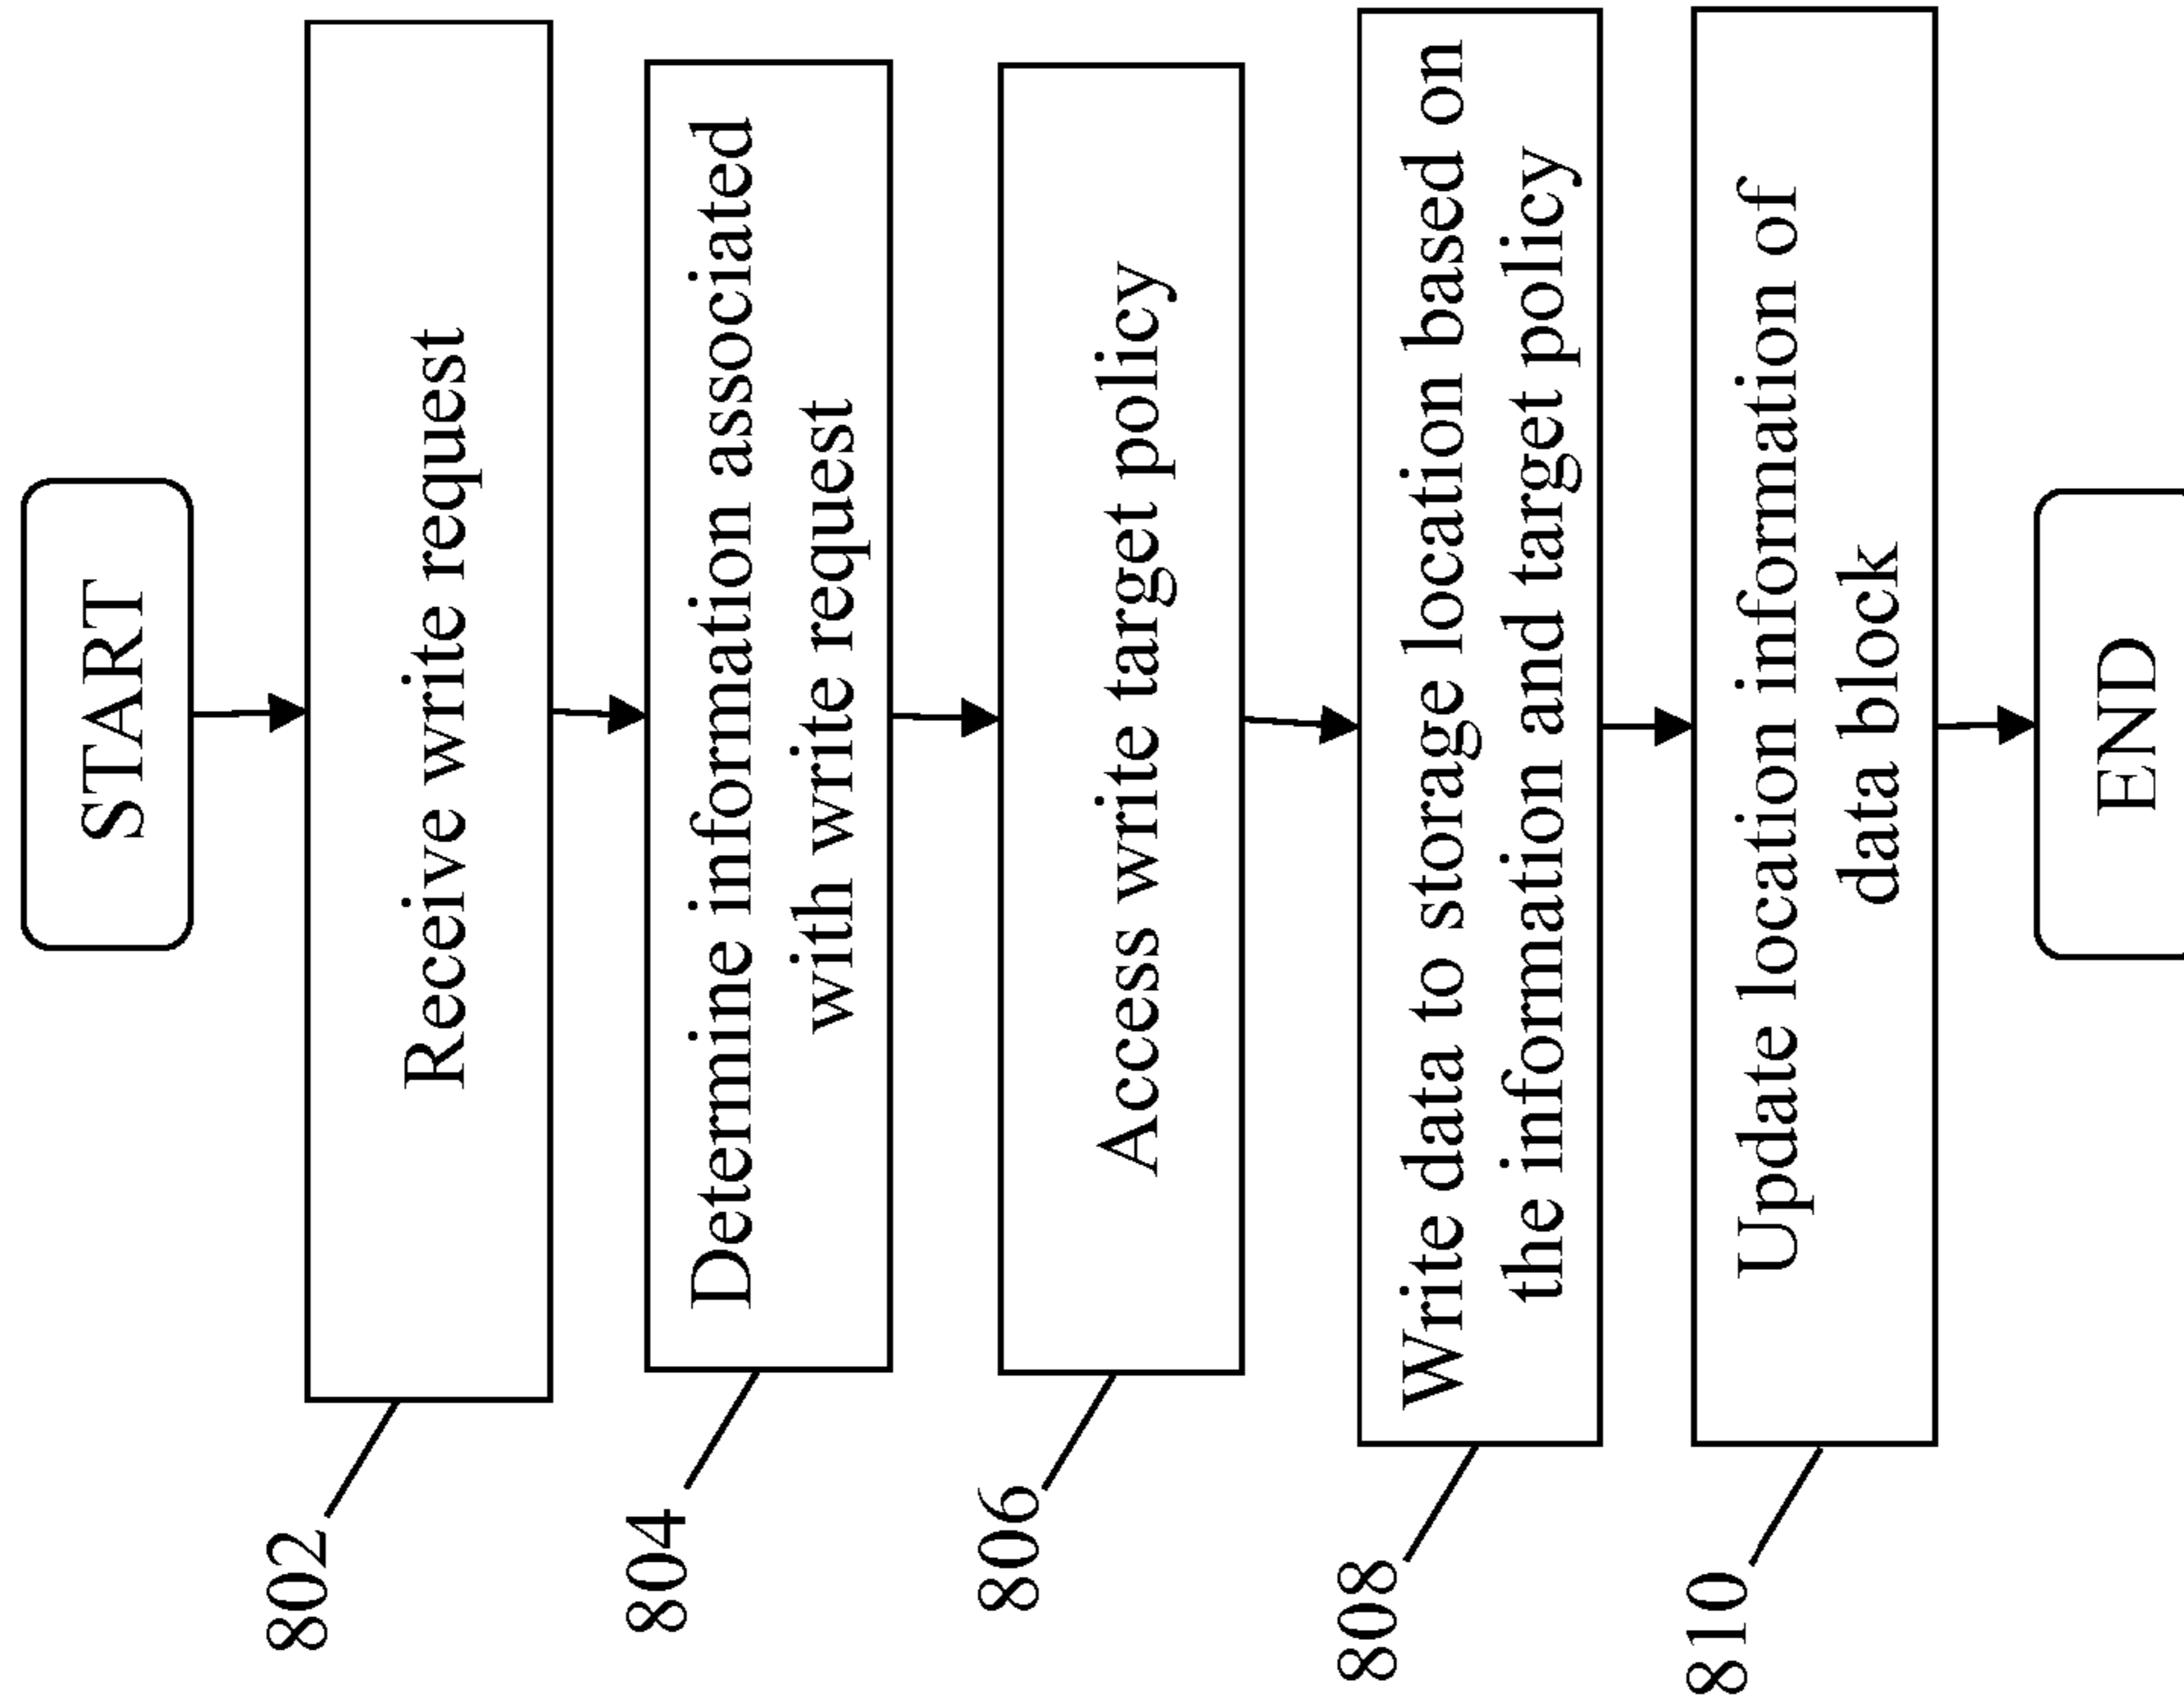 START
802
Receive write request
804
Determine information associated
with write request
806
Access write target policy
808
Write data to storage location based on
the information and target policy
810
Update location information of
data block
END